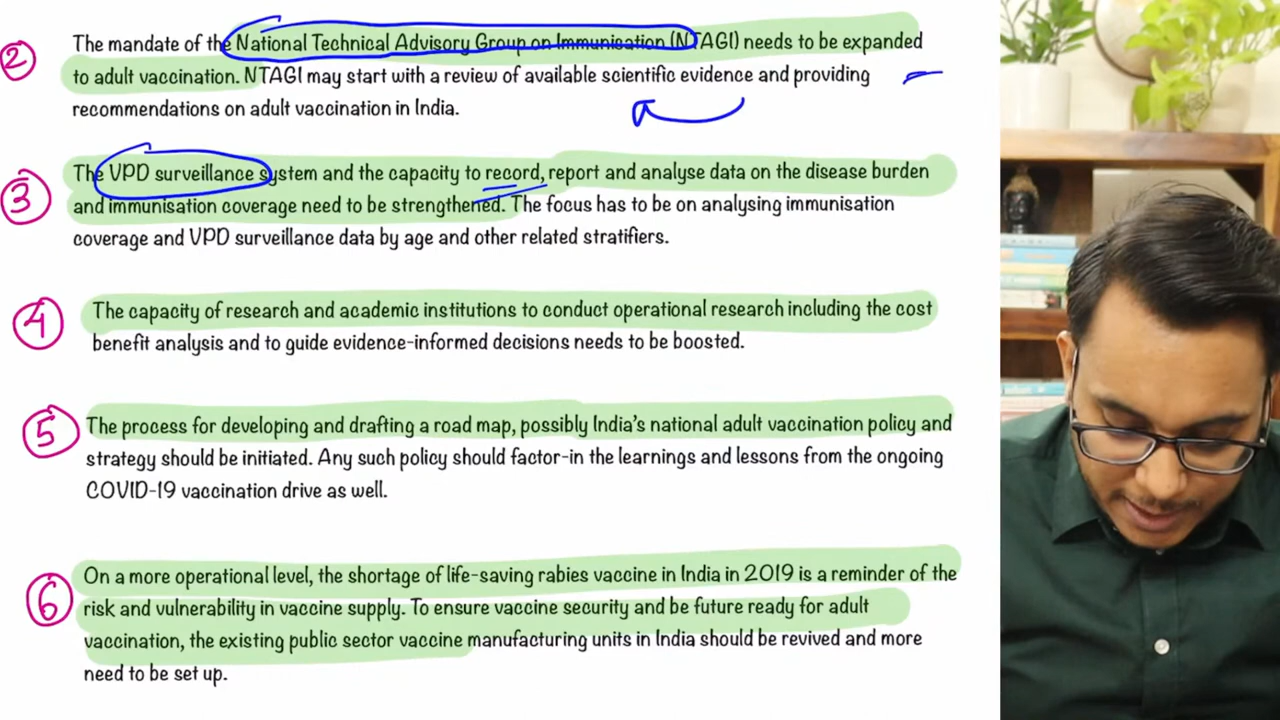 2
The mandate of the National Technical Advisory Group on Immunisation (NTAGI) needs to be expanded
to adult vaccination. NTAGI may start with a review of available scientific evidence and providing
recommendations on adult vaccination in India.
3
The VPD surveillance system and the capacity to record, report and analyse data on the disease burden
and immunisation coverage need to be strengthened. The focus has to be on analysing immunisation
coverage and VPD surveillance data by age and other related stratifiers.
4
The capacity of research and academic institutions to conduct operational research including the cost
benefit analysis and to guide evidence-informed decisions needs to be boosted.
5
The process for developing and drafting a road map, possibly India's national adult vaccination policy and
strategy should be initiated. Any such policy should factor-in the learnings and lessons from the ongoing
COVID-19 vaccination drive as well.
6
On a more operational level, the shortage of life-saving rabies vaccine in India in 2019 is a reminder of the
risk and vulnerability in vaccine supply. To ensure vaccine security and be future ready for adult
vaccination, the existing public sector vaccine manufacturing units in India should be revived and more
need to be set up.